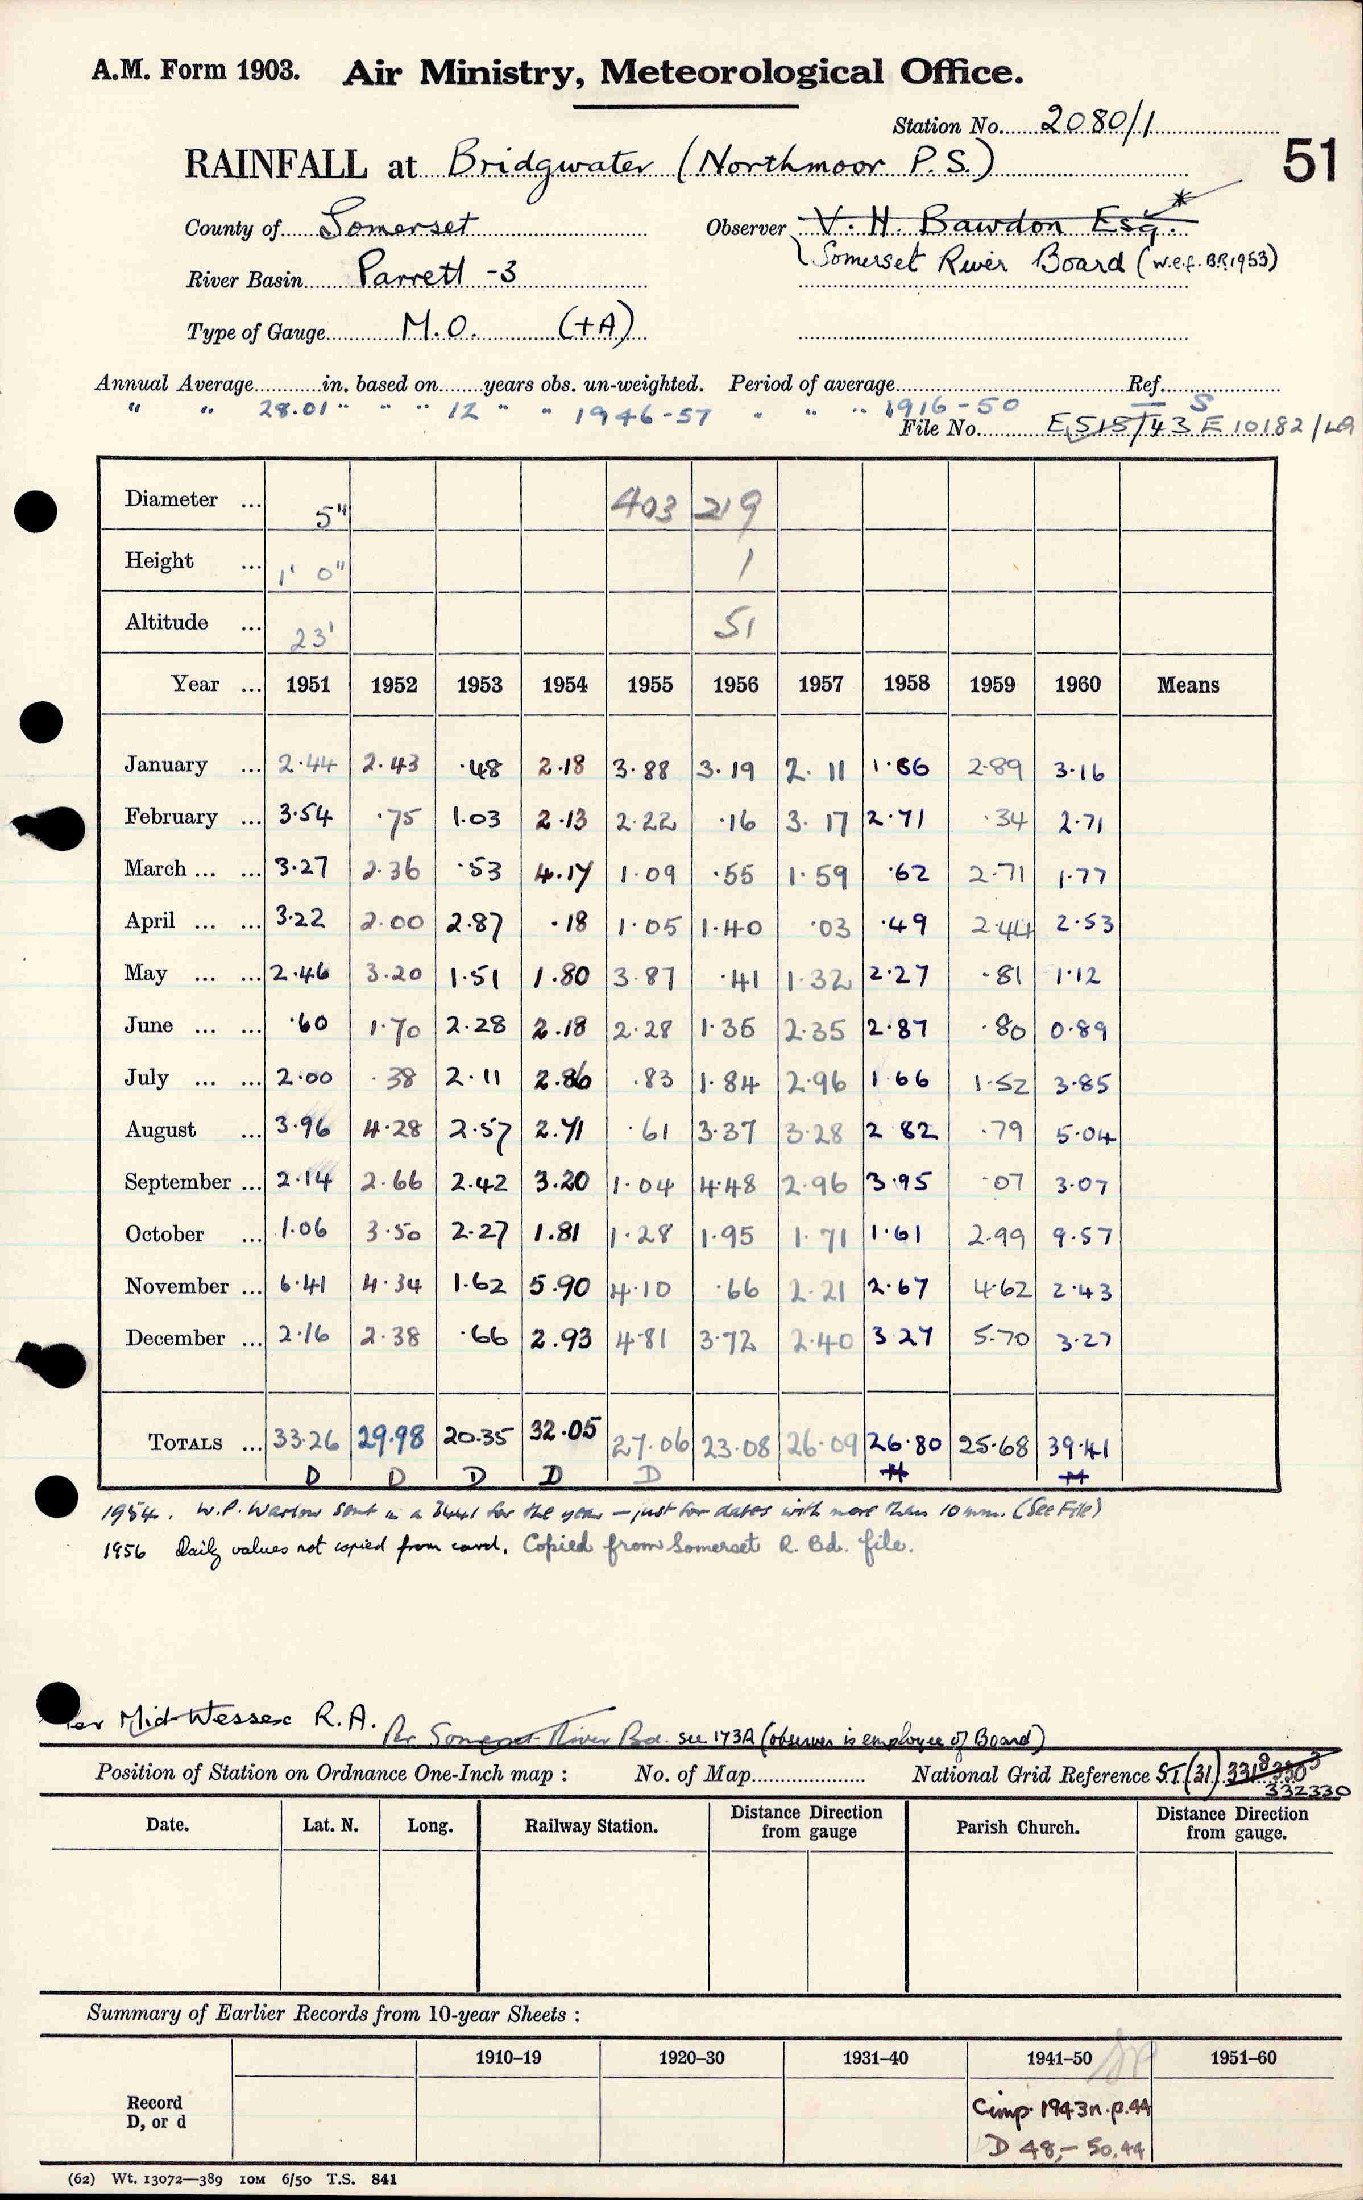 A.M. Form 1903. Air Ministry, Meteorological Office.
Station No. 2080/1
51
RAINFALL at Bridgwater (Northmoor P.S.)
County of Somerset Observer V. H. Bawdon Esq. *
Somerset River Board (w.e.f. BR1953)
River Basin Parrett -3
Type of Gauge M.O. (+A)
Annual Average in. based on years obs. un-weighted. Period of average Ref.
" " 28.01 " " " 12 " " 1946-57 " " " 1916-50 S
File No. E515/43 E 10182/LA
Diameter ... 5" 403 219
Height ... 1' 0" 1
Altitude ... 23' 51
Year ... 1951 1952 1953 1954 1955 1956 1957 1958 1959 1960 Means
January ... 2.44 2.43 .48 2.18 3.88 3.19 2.11 1.86 2.89 3.16
February ... 3.54 .75 1.03 2.13 2.22 .16 3.17 2.71 .34 2.71
March ... ... 3.27 2.36 .53 4.17 1.09 .55 1.59 .62 2.71 1.77
April ... ... 3.22 2.00 2.87 .18 1.05 1.40 .03 .49 2.44 2.53
May ... ... 2.46 3.20 1.51 1.80 3.87 .41 1.32 2.27 .81 1.12
June ... ... .60 1.70 2.28 2.18 2.28 1.35 2.35 2.87 .80 0.89
July ... ... 2.00 .38 2.11 2.86 .83 1.84 2.96 1.66 1.52 3.85
August ... 3.96 4.28 2.57 2.71 .61 3.37 3.28 2.82 .79 5.04
September ... 2.14 2.66 2.42 3.20 1.04 4.48 2.96 3.95 .07 3.07
October ... 1.06 3.50 2.27 1.81 1.28 1.95 1.71 1.61 2.99 9.57
November ... 6.41 4.34 1.62 5.90 4.10 .66 2.21 2.67 4.62 2.43
December ... 2.16 2.38 .66 2.93 4.81 3.72 2.40 3.27 5.70 3.27
TOTALS ... 33.26 29.98 20.35 32.05 27.06 23.08 26.09 26.80 25.68 39.41
D D D D D M M
1954. W.P. Warlow sent in a 3441 for the year - just for dates with more than 10mm. (See File)
1956 Daily values not copied from card. Copied from Somerset R. Bd. file.
per Mid Wessex R.A. Per Somerset River Bd. see 173A (observer is employee of Board)
Position of Station on Ordnance One-Inch map : No. of Map National Grid Reference S.T.(31)
332330
Date. Lat. N. Long. Railway Station. Distance Direction from gauge Parish Church. Distance Direction from gauge.
Summary of Earlier Records from 10-year Sheets :
1910-19 1920-30 1931-40 1941-50 1951-60
Record
D, or d
Cimp. 1943n.p.44
D 48,- 50.44
(62) Wt. 13072—389 10M 6/50 T.S. 841